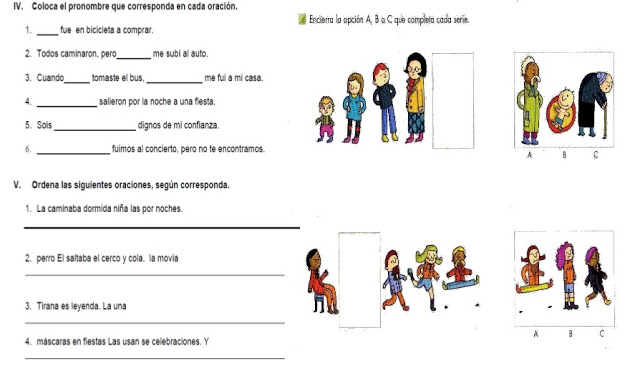 IV. Coloca el pronombre que corresponda en cada oración.
1. ______ fue en bicicleta a comprar.
2. Todos caminaron, pero________ me subí al auto.
3. Cuando______ tomaste el bus, _____________ me fui a mi casa.
4. ______________ salieron por la noche a una fiesta.
5. Sois ___________________ dignos de mi confianza.
6. _________________ fuimos al concierto, pero no te encontramos.
V. Ordena las siguientes oraciones, según corresponda.
1. La caminaba dormida niña las por noches.
2. perro El saltaba el cerco y cola. la movía
3. Tirana es leyenda. La una
4. máscaras en fiestas Las usan se celebraciones. Y
Encierra la opción A, B o C que completa cada serie.
A B C
A B C